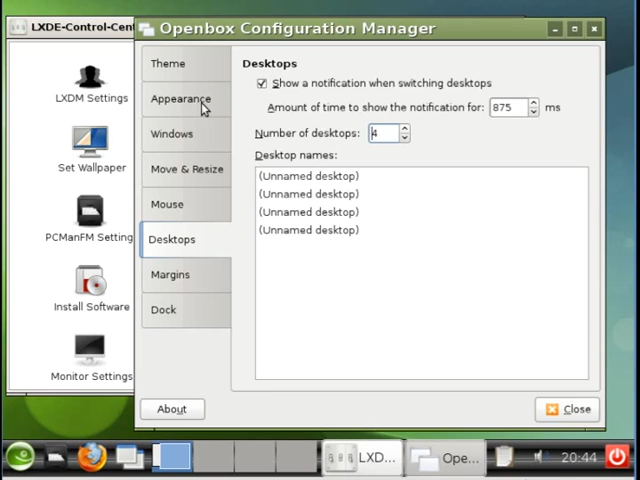 LXDE-Control-Cent
Openbox Configuration Manager
LXDM Settings
Set Wallpaper
PCManFM Setting
Install Software
Monitor Settings
Theme
Appearance
Windows
Move & Resize
Mouse
Desktops
Margins
Dock
Desktops
Show a notification when switching desktops
Amount of time to show the notification for: 875 ms
Number of desktops: 4
Desktop names:
(Unnamed desktop)
(Unnamed desktop)
(Unnamed desktop)
(Unnamed desktop)
About
Close
LXD...
Ope...
20:44